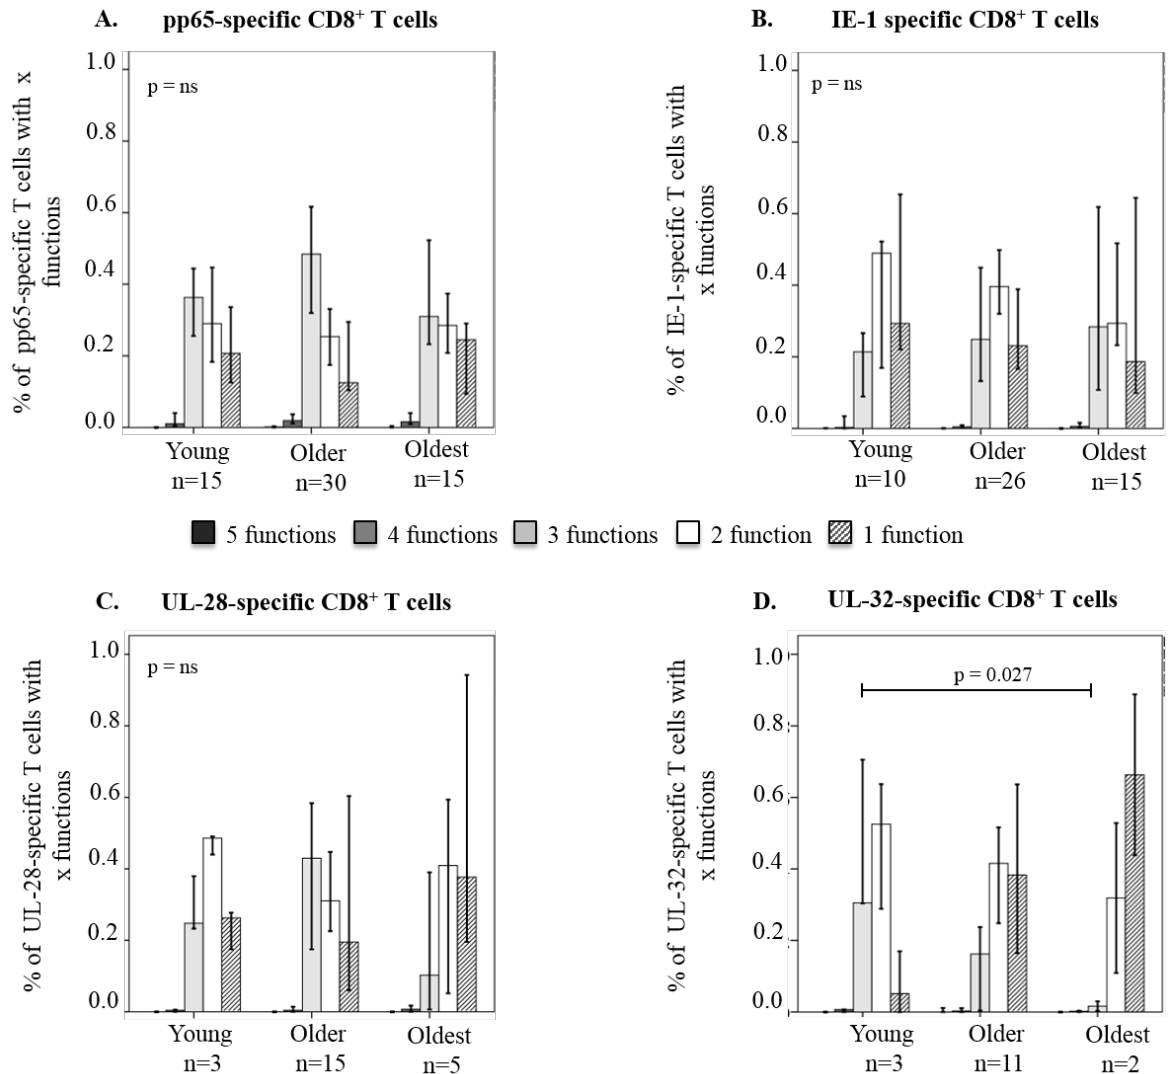 A. pp65-specific CD8+ T cells
% of pp65-specific T cells with x
functions
1.0
0.8
0.6
0.4
0.2
0.0
p = ns
Young
n=15
Older
n=30
Oldest
n=15
B. IE-1 specific CD8+ T cells
% of IE-1-specific T cells with
x functions
1.0
0.8
0.6
0.4
0.2
0.0
p = ns
Young
n=10
Older
n=26
Oldest
n=15
5 functions 4 functions 3 functions 2 function 1 function
C. UL-28-specific CD8+ T cells
% of UL-28-specific T cells with
x functions
1.0
0.8
0.6
0.4
0.2
0.0
p = ns
Young
n=3
Older
n=15
Oldest
n=5
D. UL-32-specific CD8+ T cells
% of UL-32-specific T cells with
x functions
1.0
0.8
0.6
0.4
0.2
0.0
p = 0.027
Young
n=3
Older
n=11
Oldest
n=2